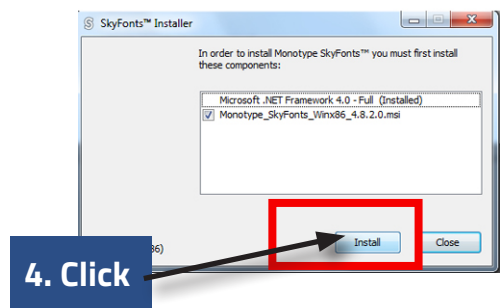 SkyFonts™ Installer
In order to install Monotype SkyFonts™ you must first install
these components:
Microsoft .NET Framework 4.0 - Full (Installed)
Monotype_SkyFonts_Winx86_4.8.2.0.msi
86)
Install
Close
4. Click